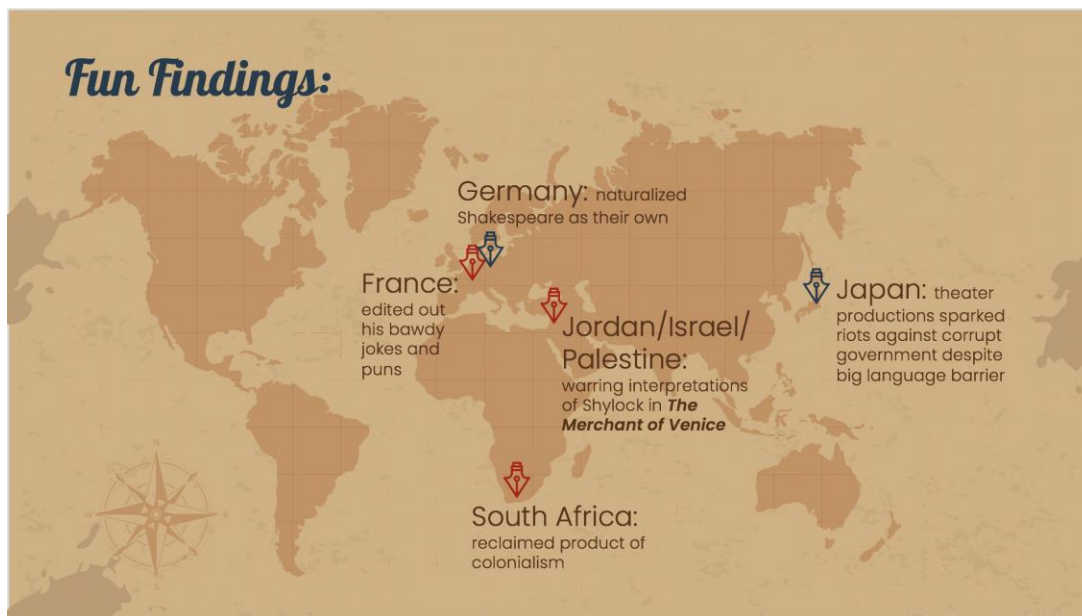 Fun Findings:
Germany: naturalized
Shakespeare as their own
France:
edited out
his bawdy
jokes and
puns
Jordan/Israel/
Palestine:
warring interpretations
of Shylock in The
Merchant of Venice
Japan: theater
productions sparked
riots against corrupt
government despite
big language barrier
South Africa:
reclaimed product of
colonialism
N
W
E